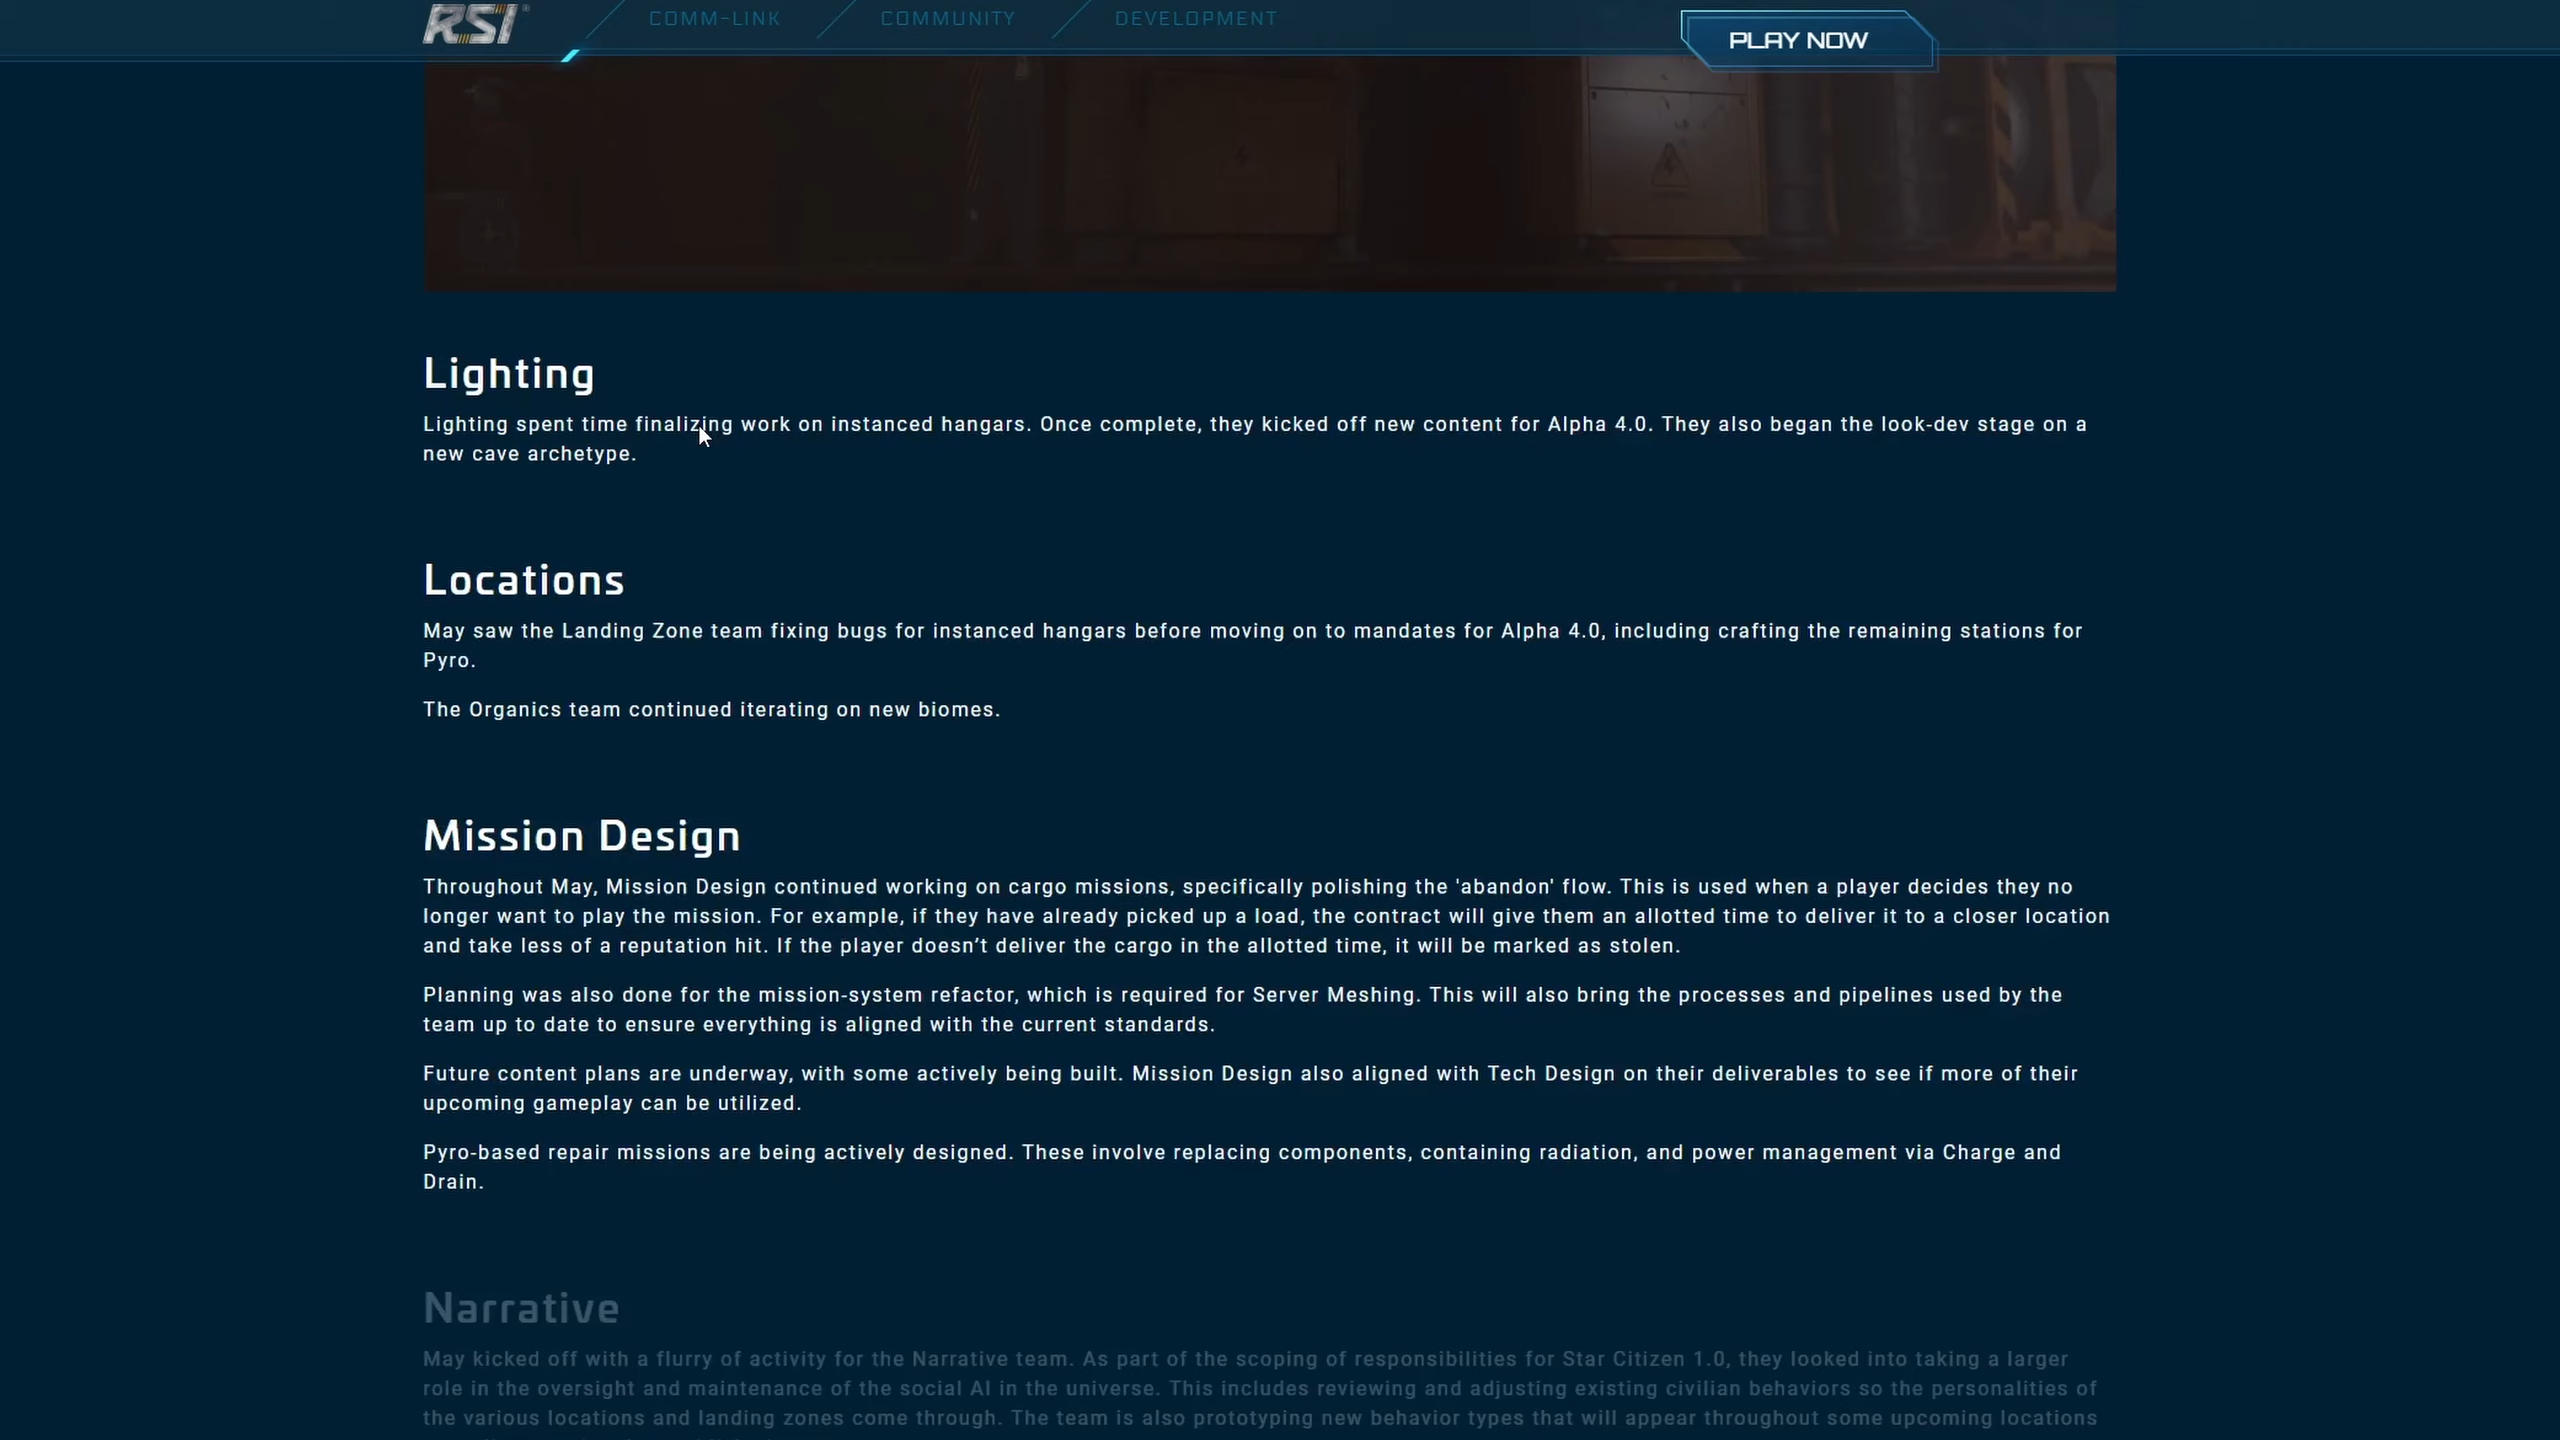 RSI
COMM-LINK
COMMUNITY
DEVELOPMENT
PLAY NOW
Lighting
Lighting spent time finalizing work on instanced hangars. Once complete, they kicked off new content for Alpha 4.0. They also began the look-dev stage on a
new cave archetype.
Locations
May saw the Landing Zone team fixing bugs for instanced hangars before moving on to mandates for Alpha 4.0, including crafting the remaining stations for
Pyro.
The Organics team continued iterating on new biomes.
Mission Design
Throughout May, Mission Design continued working on cargo missions, specifically polishing the 'abandon' flow. This is used when a player decides they no
longer want to play the mission. For example, if they have already picked up a load, the contract will give them an allotted time to deliver it to a closer location
and take less of a reputation hit. If the player doesn’t deliver the cargo in the allotted time, it will be marked as stolen.
Planning was also done for the mission-system refactor, which is required for Server Meshing. This will also bring the processes and pipelines used by the
team up to date to ensure everything is aligned with the current standards.
Future content plans are underway, with some actively being built. Mission Design also aligned with Tech Design on their deliverables to see if more of their
upcoming gameplay can be utilized.
Pyro-based repair missions are being actively designed. These involve replacing components, containing radiation, and power management via Charge and
Drain.
Narrative
May kicked off with a flurry of activity for the Narrative team. As part of the scoping of responsibilities for Star Citizen 1.0, they looked into taking a larger
role in the oversight and maintenance of the social AI in the universe. This includes reviewing and adjusting existing civilian behaviors so the personalities of
the various locations and landing zones come through. The team is also prototyping new behavior types that will appear throughout some upcoming locations